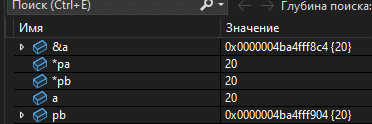 Поиск (Ctrl+E) Глубина поиска:
Имя Значение
&a 0x0000004ba4fff8c4 {20}
*pa 20
*pb 20
a 20
pb 0x0000004ba4fff904 {20}